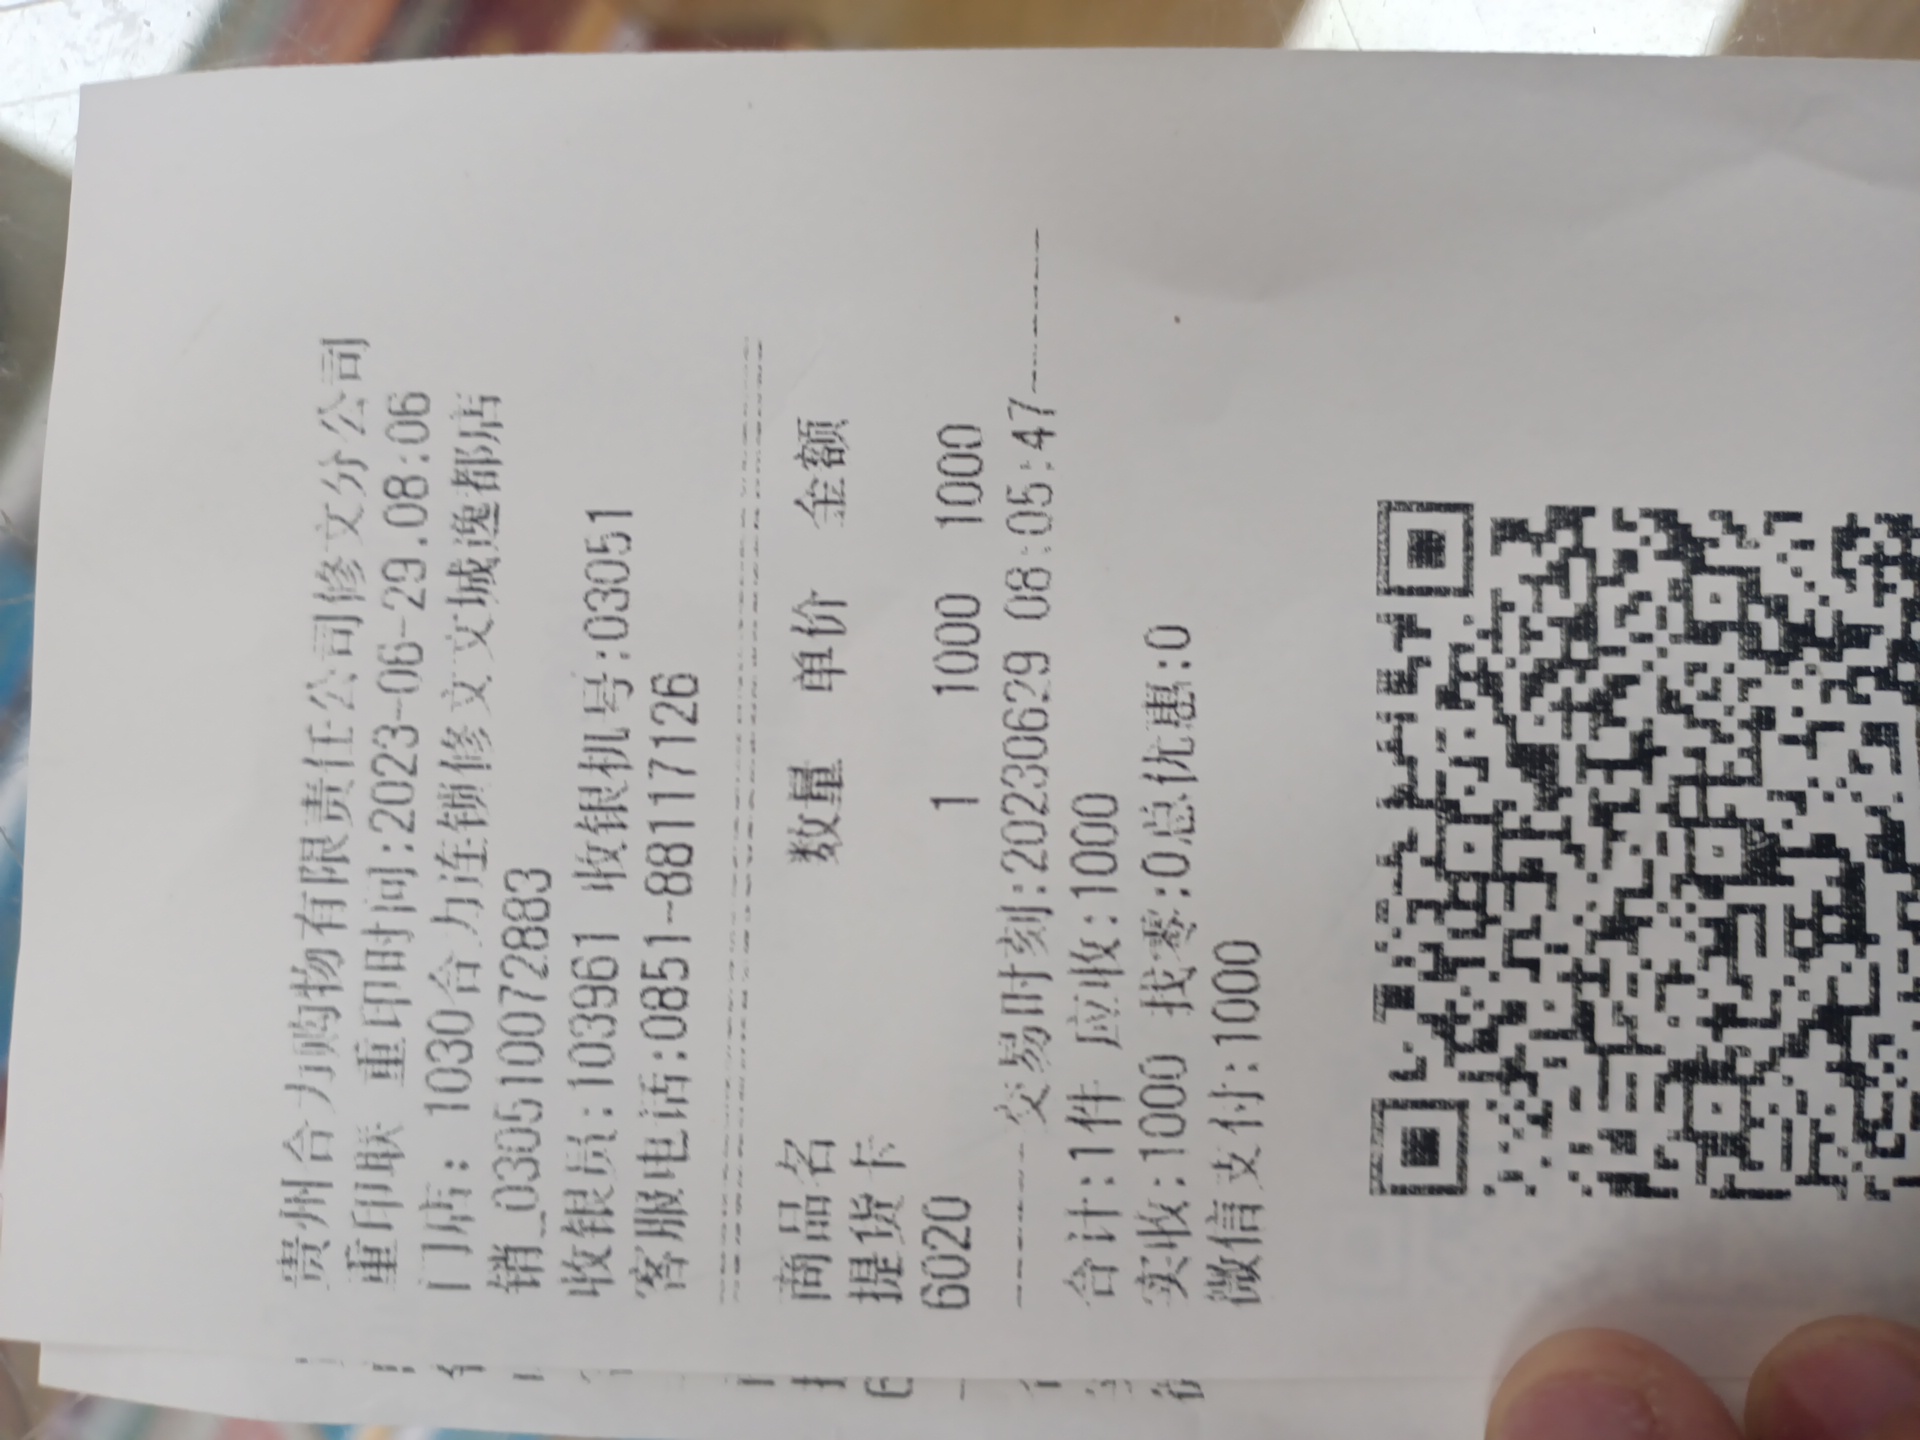 贵州合力购物有限责任公司修文分公司
重印联 重印时间:2023-06-29.08:06
门店: 1030合力连锁修文文城逸都店
销_030510072883
收银员:103961 收银机号:03051
客服电话:0851-88117126
商品名 数量 单价 金额
提货卡
6020 1 1000 1000
交易时刻:20230629 08:05:47
合计:1件 应收:1000
实收:1000 找零:0总优惠:0
微信支付:1000